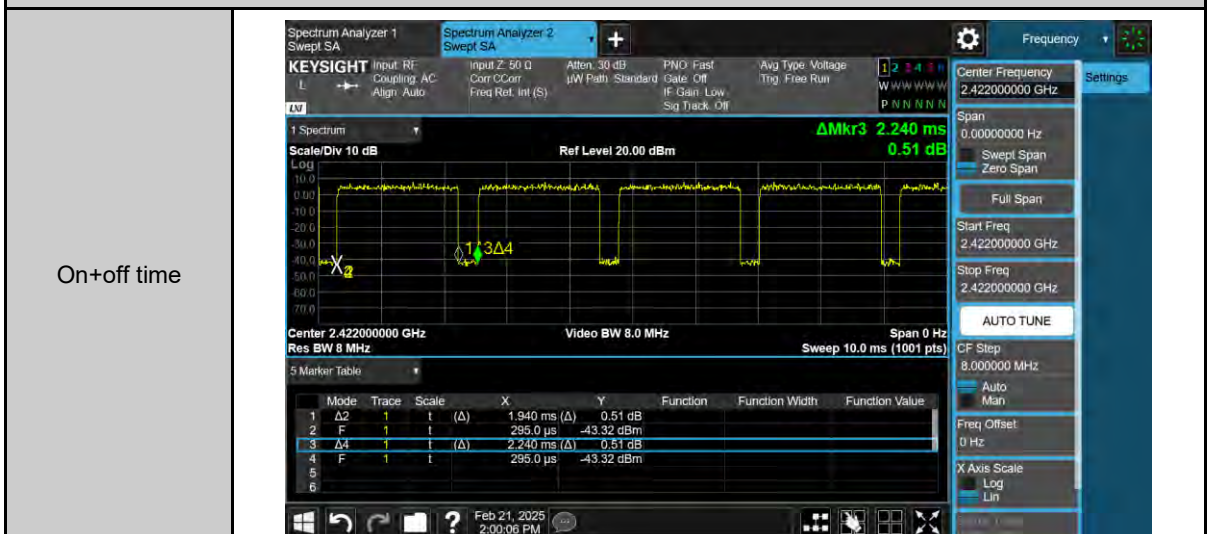 On+off time
Spectrum Analyzer 1
Swept SA
Spectrum Analyzer 2
Swept SA
Frequency
KEYSIGHT
L
LXI
Input: RF
Coupling: AC
Align: Auto
Input Z: 50 Ω
Corr CCorr
Freq Ref: Int (S)
Atten: 30 dB
µW Path: Standard
PNO: Fast
Gate: Off
IF Gain: Low
Sig Track: Off
Avg Type: Voltage
Trig: Free Run
1 2 3 4 5 6
W W W W W W
P N N N N N
Settings
1 Spectrum
ΔMkr3 2.240 ms
0.51 dB
Scale/Div 10 dB
Ref Level 20.00 dBm
Log
10.0
0.00
-10.0
-20.0
-30.0
-40.0
-50.0
-60.0
-70.0
3Δ4
Center 2.422000000 GHz
Res BW 8 MHz
Video BW 8.0 MHz
Span 0 Hz
Sweep 10.0 ms (1001 pts)
5 Marker Table
Mode Trace Scale X Y Function Function Width Function Value
1 Δ2 1 t (Δ) 1.940 ms (Δ) 0.51 dB
2 F 1 t 295.0 µs -43.32 dBm
3 Δ4 1 t (Δ) 2.240 ms (Δ) 0.51 dB
4 F 1 t 295.0 µs -43.32 dBm
5
6
Feb 21, 2025
2:00:06 PM
Center Frequency
2.422000000 GHz
Span
0.00000000 Hz
Swept Span
Zero Span
Full Span
Start Freq
2.422000000 GHz
Stop Freq
2.422000000 GHz
AUTO TUNE
CF Step
8.000000 MHz
Auto
Man
Freq Offset
0 Hz
X Axis Scale
Log
Lin